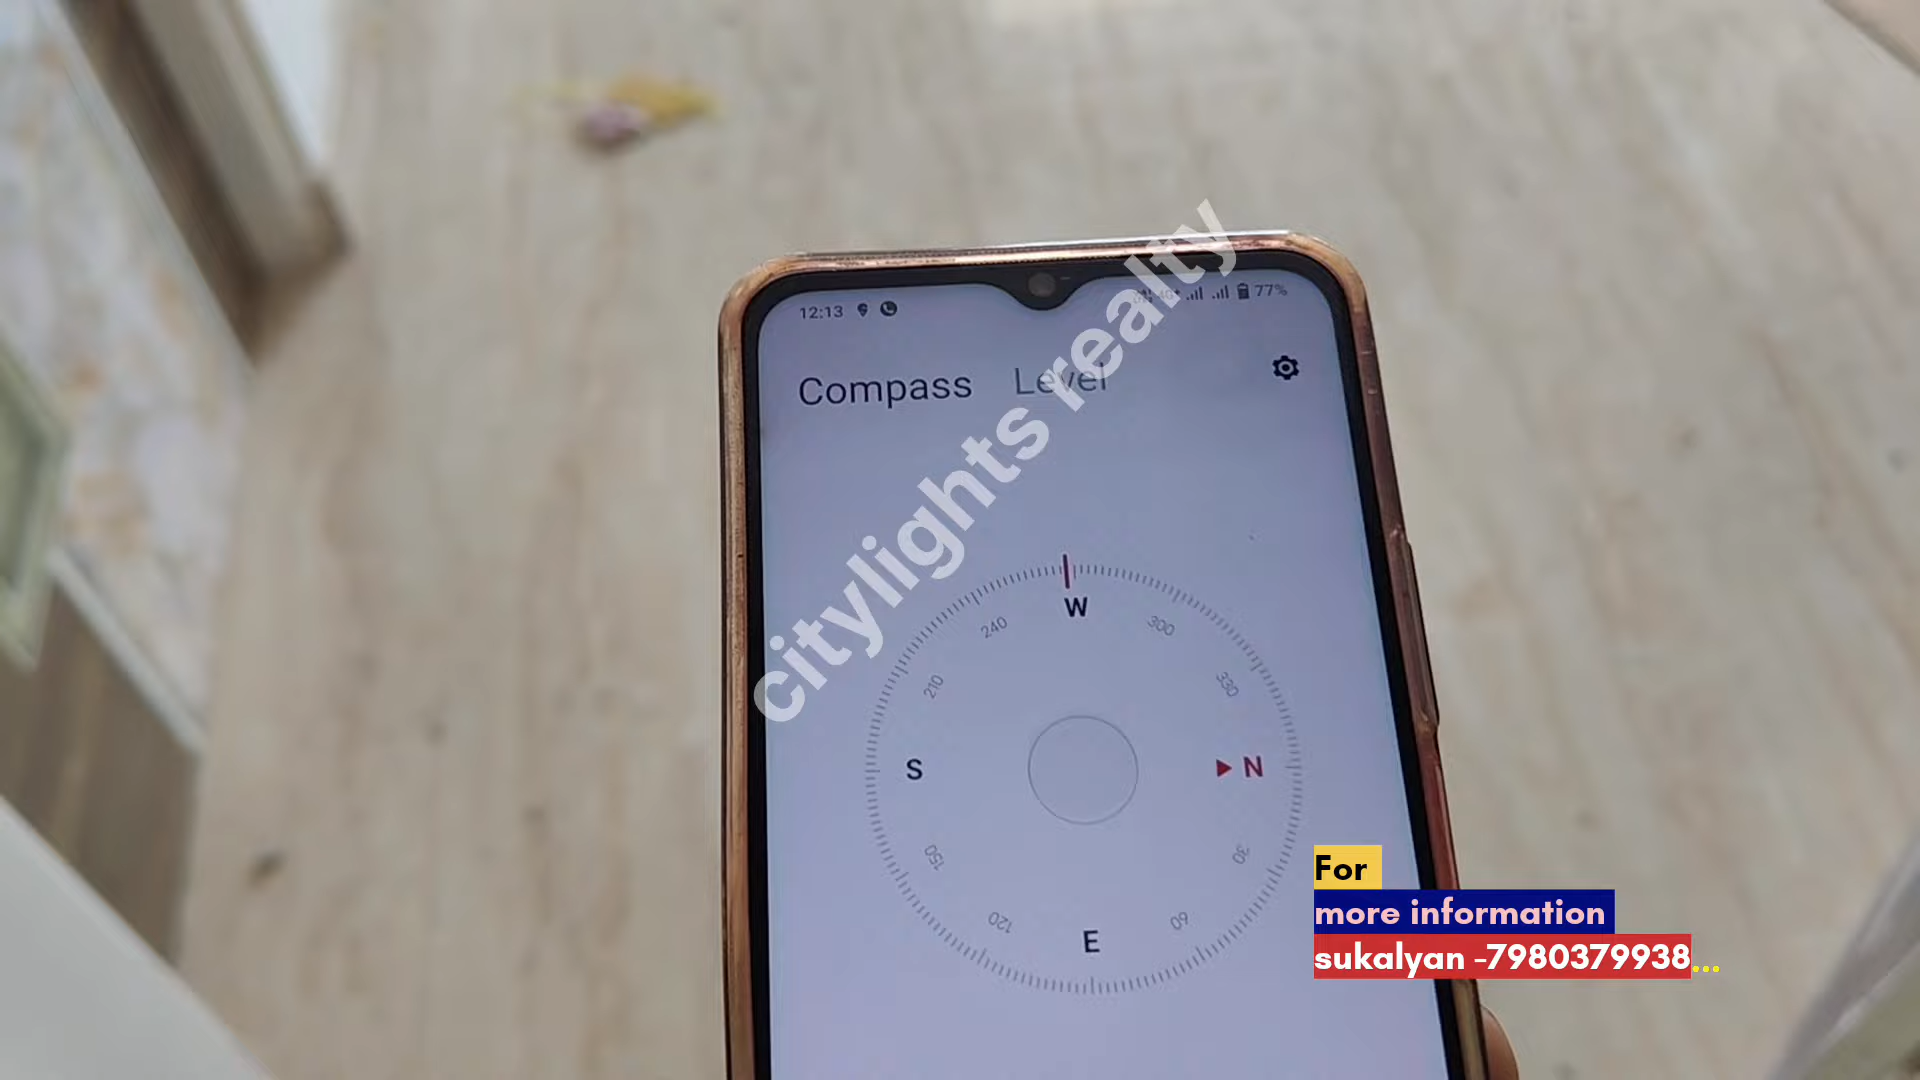 12:13
77%
Compass Level
W
240
300
210
330
S
N
150
30
120
60
E
citylights realty
For
more information
sukalyan -7980379938...